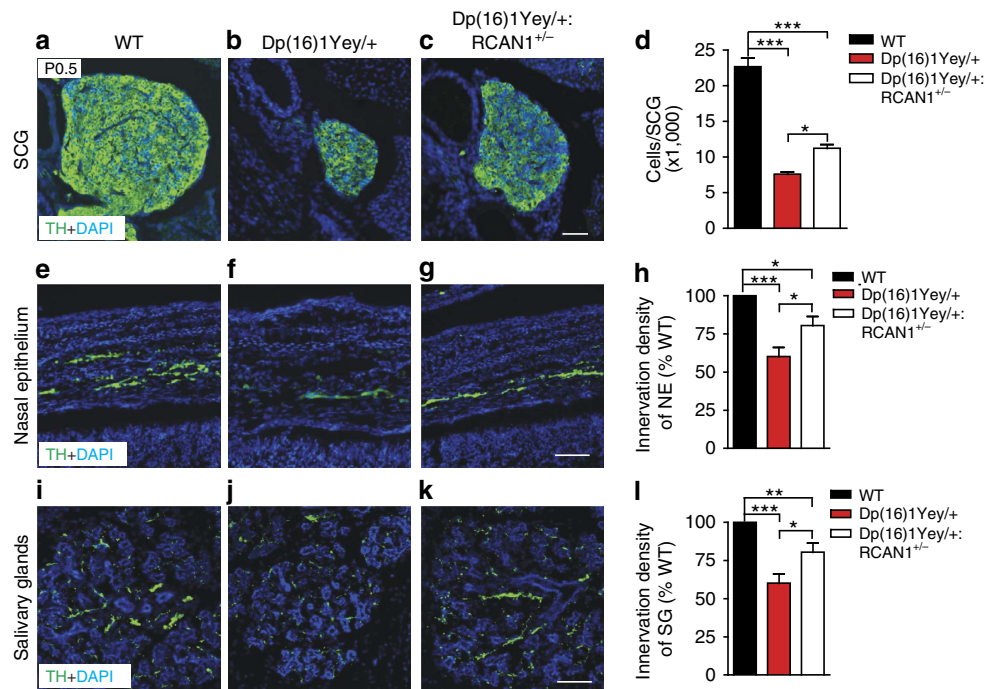 a
WT
b
Dp(16)1Yey/+
c
Dp(16)1Yey/+:
RCAN1+/−
P0.5
SCG
TH+DAPI
d
***
***
*
25
20
15
10
5
0
Cells/SCG
(x1,000)
WT
Dp(16)1Yey/+
Dp(16)1Yey/+:
RCAN1+/−
e
f
g
Nasal epithelium
TH+DAPI
h
*
***
*
100
75
50
25
0
Innervation density
of NE (% WT)
WT
Dp(16)1Yey/+
Dp(16)1Yey/+:
RCAN1+/−
i
j
k
Salivary glands
TH+DAPI
l
**
***
*
100
75
50
25
0
Innervation density
of SG (% WT)
WT
Dp(16)1Yey/+
Dp(16)1Yey/+:
RCAN1+/−